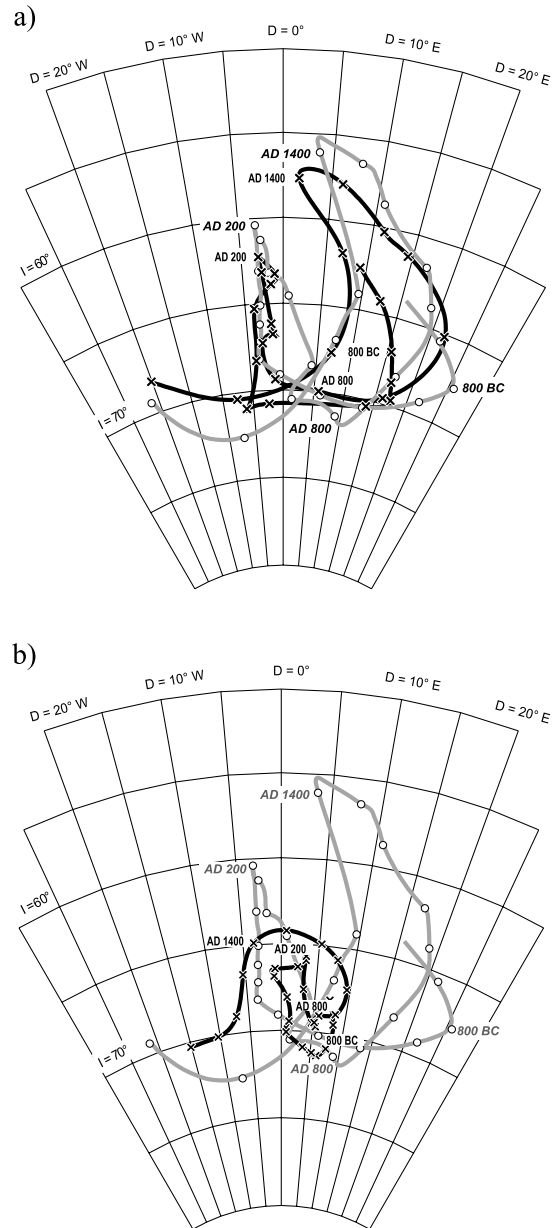 a)
D = 0°
D = 10° W
D = 10° E
D = 20° W
D = 20° E
AD 1400
AD 1400
AD 200
AD 200
I = 60°
800 BC
AD 800
800 BC
I = 70°
AD 800
b)
D = 0°
D = 10° W
D = 10° E
D = 20° W
D = 20° E
AD 1400
AD 200
I =60°
AD 1400
AD 200
AD 800
800 BC
800 BC
I =70°
AD 800